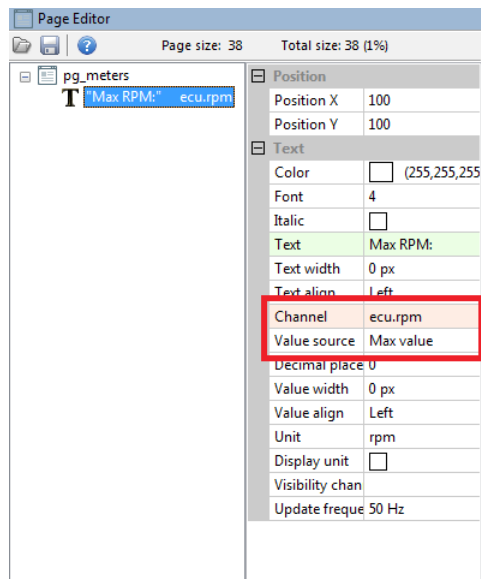 Page Editor
Page size: 38 Total size: 38 (1%)
pg_meters
T "Max RPM:" ecu.rpm
Position
Position X 100
Position Y 100
Text
Color (255,255,255
Font 4
Italic
Text Max RPM:
Text width 0 px
Text align Left
Channel ecu.rpm
Value source Max value
Decimal place 0
Value width 0 px
Value align Left
Unit rpm
Display unit
Visibility chan
Update freque 50 Hz